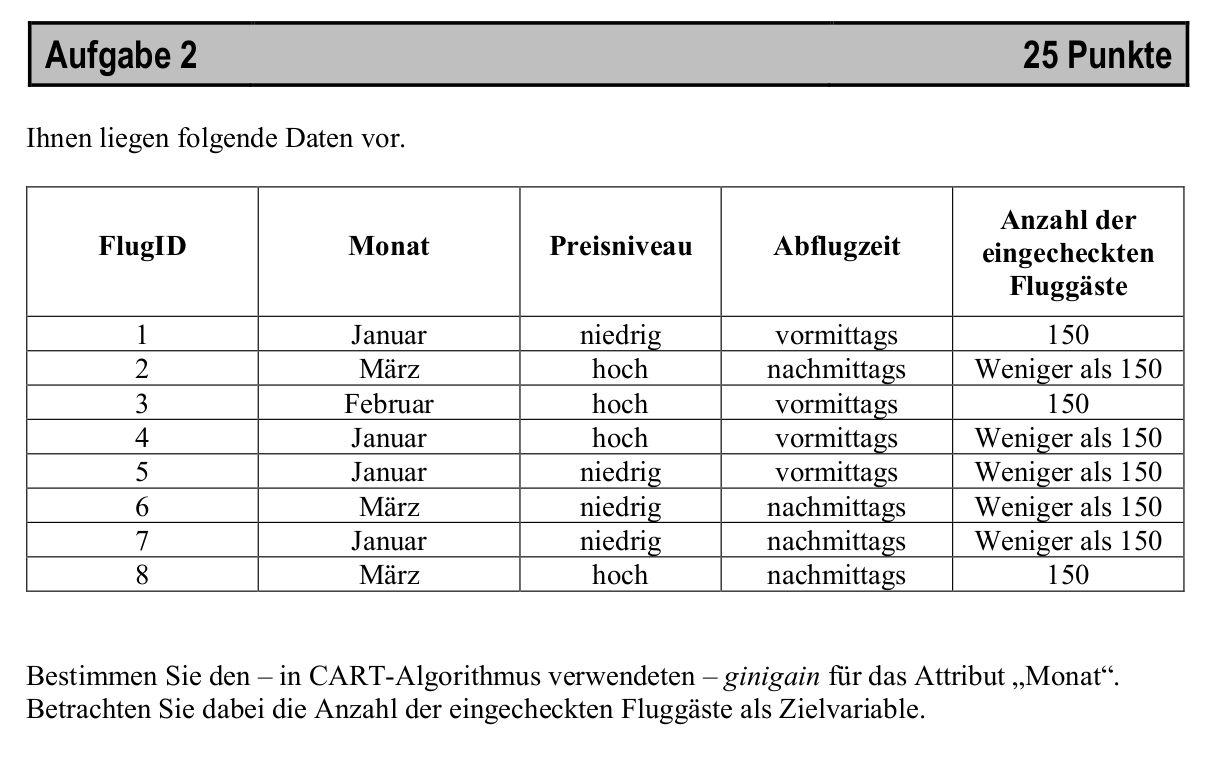 Aufgabe 2 25 Punkte
Ihnen liegen folgende Daten vor.
FlugID Monat Preisniveau Abflugzeit Anzahl der
eingecheckten
Fluggäste
1 Januar niedrig vormittags 150
2 März hoch nachmittags Weniger als 150
3 Februar hoch vormittags 150
4 Januar hoch vormittags Weniger als 150
5 Januar niedrig vormittags Weniger als 150
6 März niedrig nachmittags Weniger als 150
7 Januar niedrig nachmittags Weniger als 150
8 März hoch nachmittags 150
Bestimmen Sie den – in CART-Algorithmus verwendeten – ginigain für das Attribut „Monat“.
Betrachten Sie dabei die Anzahl der eingecheckten Fluggäste als Zielvariable.